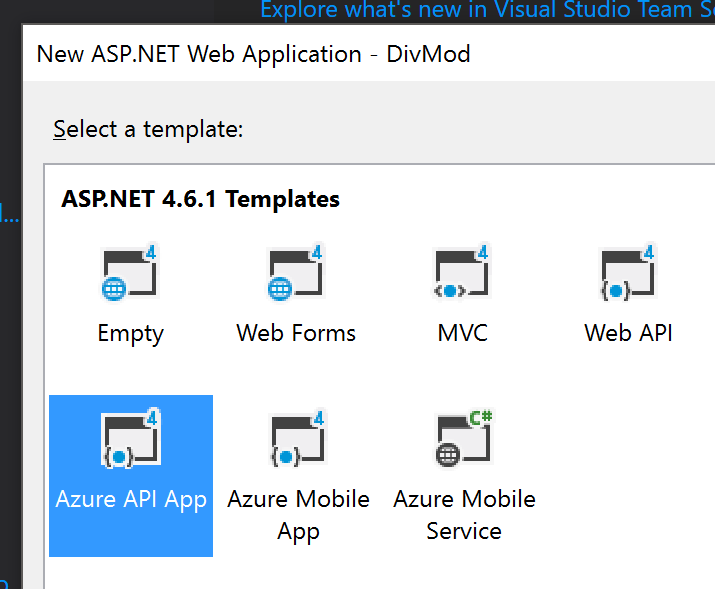 Explore what's new in Visual Studio Team
New ASP.NET Web Application - DivMod
Select a template:
ASP.NET 4.6.1 Templates
4 4 4 4
Empty Web Forms MVC Web API
4 4 C#
Azure API App Azure Mobile App Azure Mobile Service